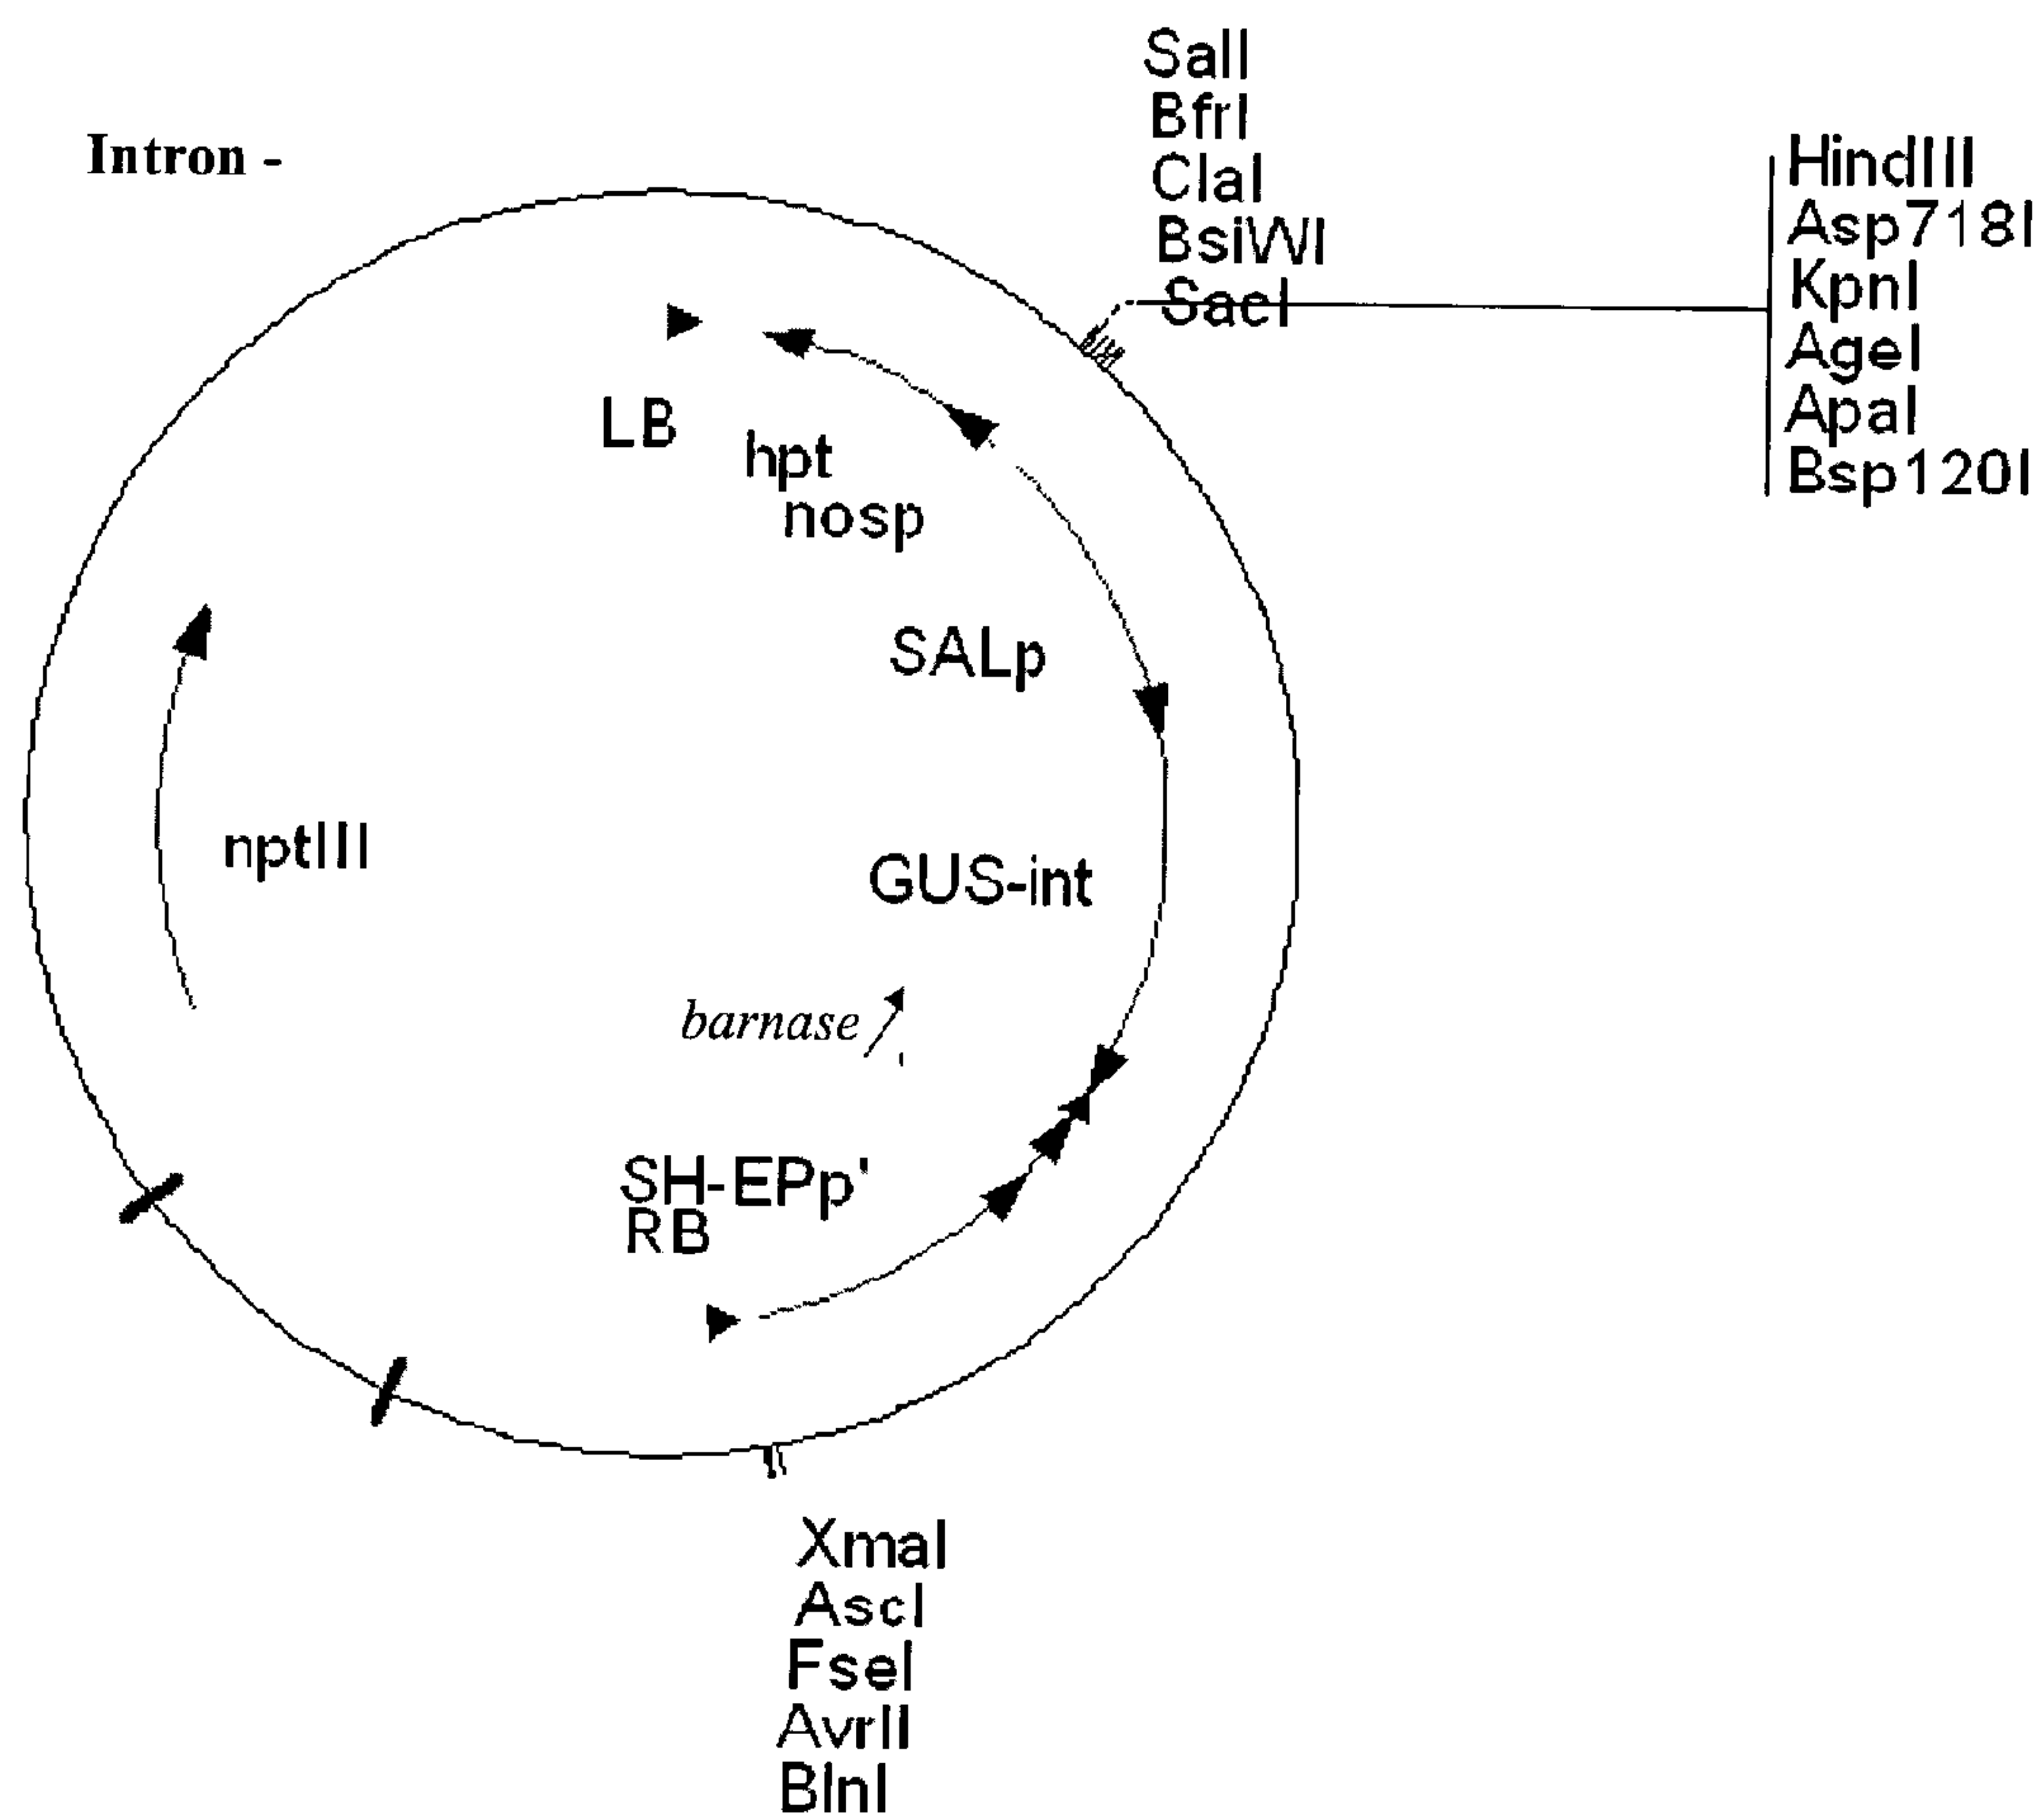 Intron -
SalI
BfrI
ClaI
BsiWI
SacI
HindIII
Asp718I
KpnI
AgeI
ApaI
Bsp120I
LB
hpt
nosp
SALp
nptIII
GUS-int
barnase
SH-EPp'
RB
XmaI
AscI
FseI
AvrII
BlnI